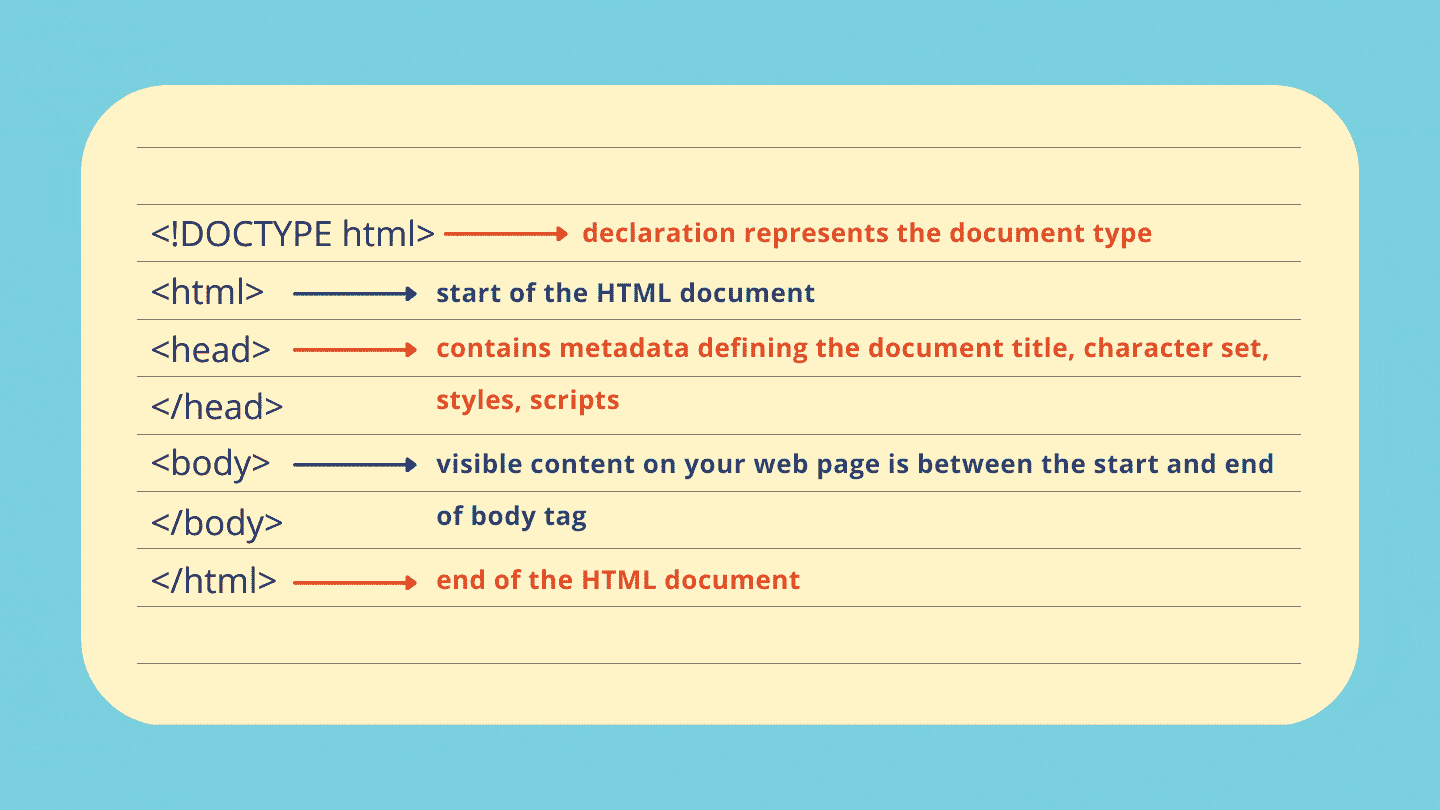 <!DOCTYPE html> declaration represents the document type
<html> start of the HTML document
<head> contains metadata defining the document title, character set,
</head> styles, scripts
<body> visible content on your web page is between the start and end
</body> of body tag
</html> end of the HTML document